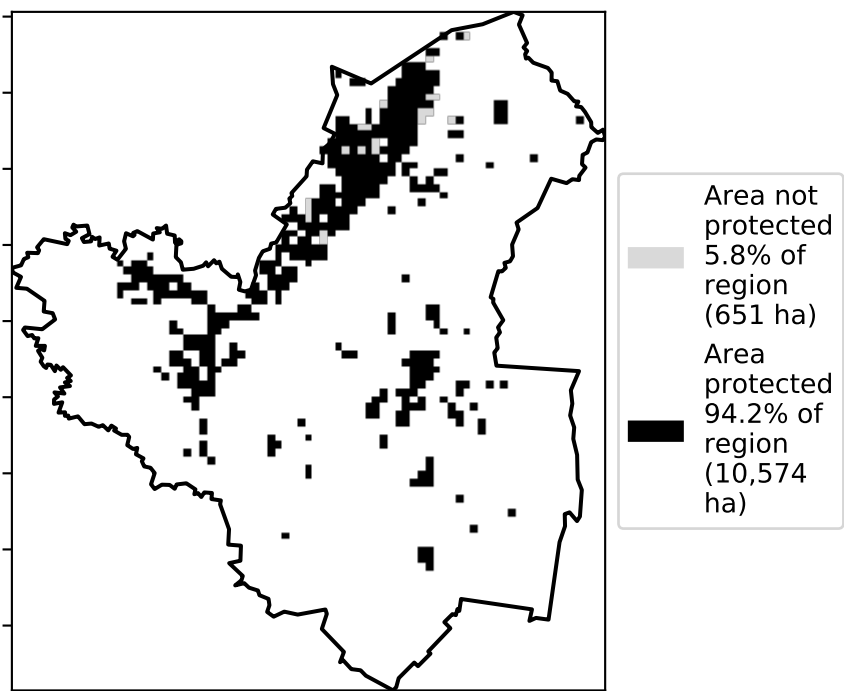 Area not
protected
5.8% of
region
(651 ha)
Area
protected
94.2% of
region
(10,574
ha)